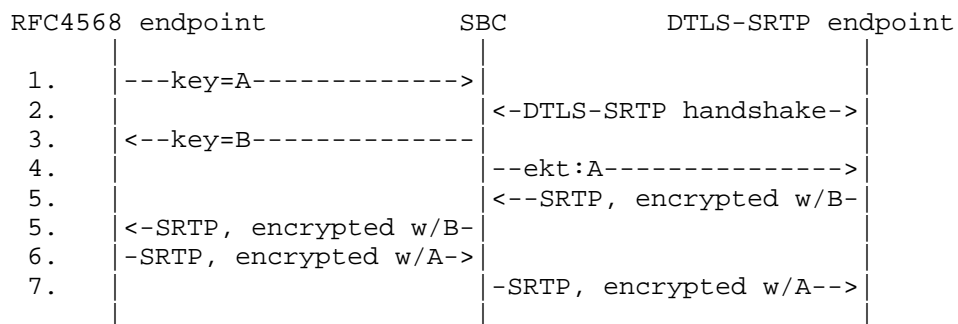 RFC4568 endpoint                SBC             DTLS-SRTP endpoint
       |                         |                         |
 1.    |---key=A---------------->|                         |
 2.    |                         |<-DTLS-SRTP handshake->|
 3.    |<--key=B-----------------|                         |
 4.    |                         |--ekt:A--------------->|
 5.    |                         |<--SRTP, encrypted w/B-|
 5.    |<-SRTP, encrypted w/B-|                         |
 6.    |-SRTP, encrypted w/A->|                         |
 7.    |                         |-SRTP, encrypted w/A-->|
       |                         |                         |